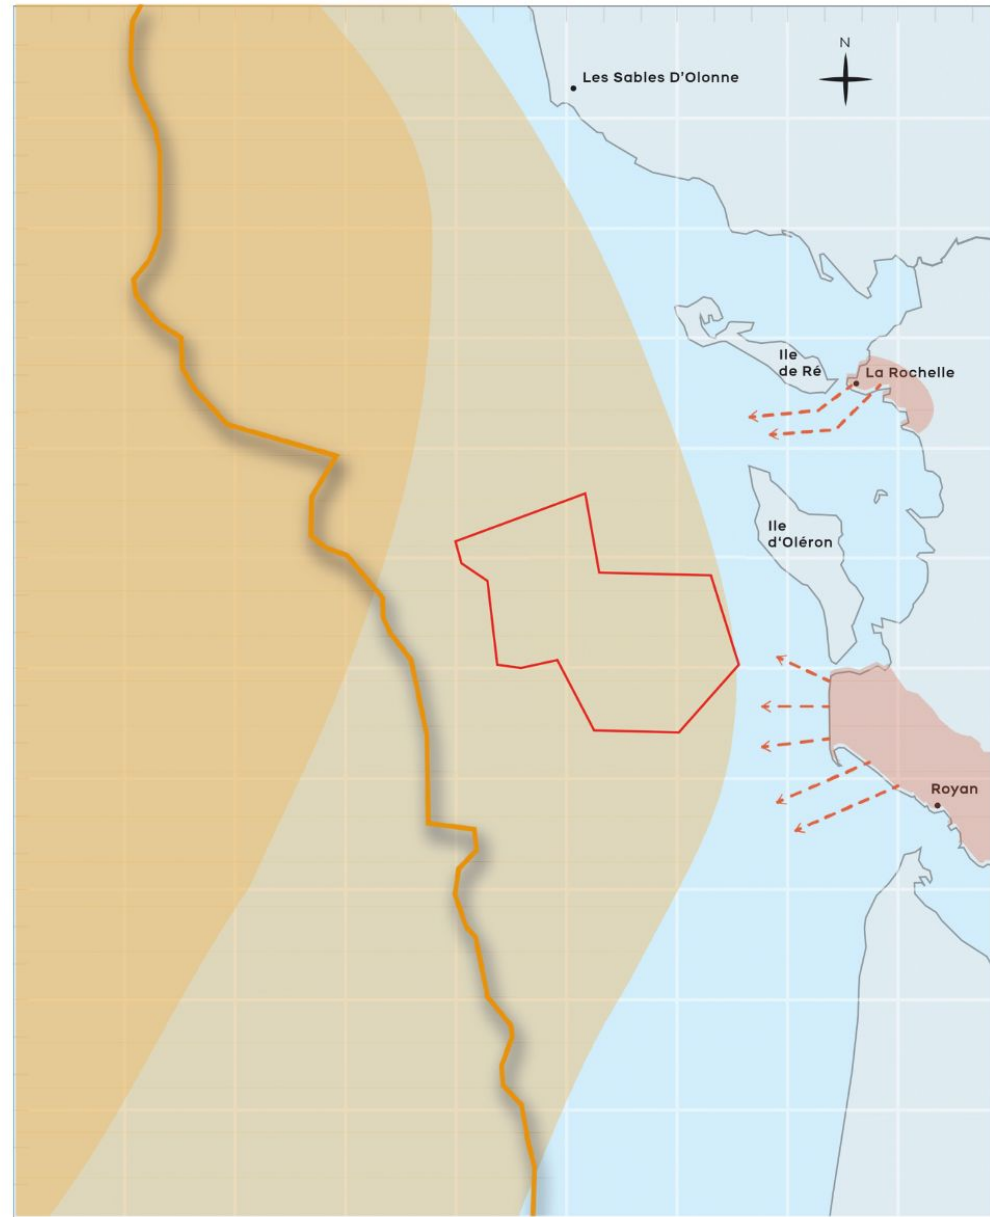 N
Les Sables D'Olonne
Ile
de Ré
La Rochelle
Ile
d'Oléron
Royan